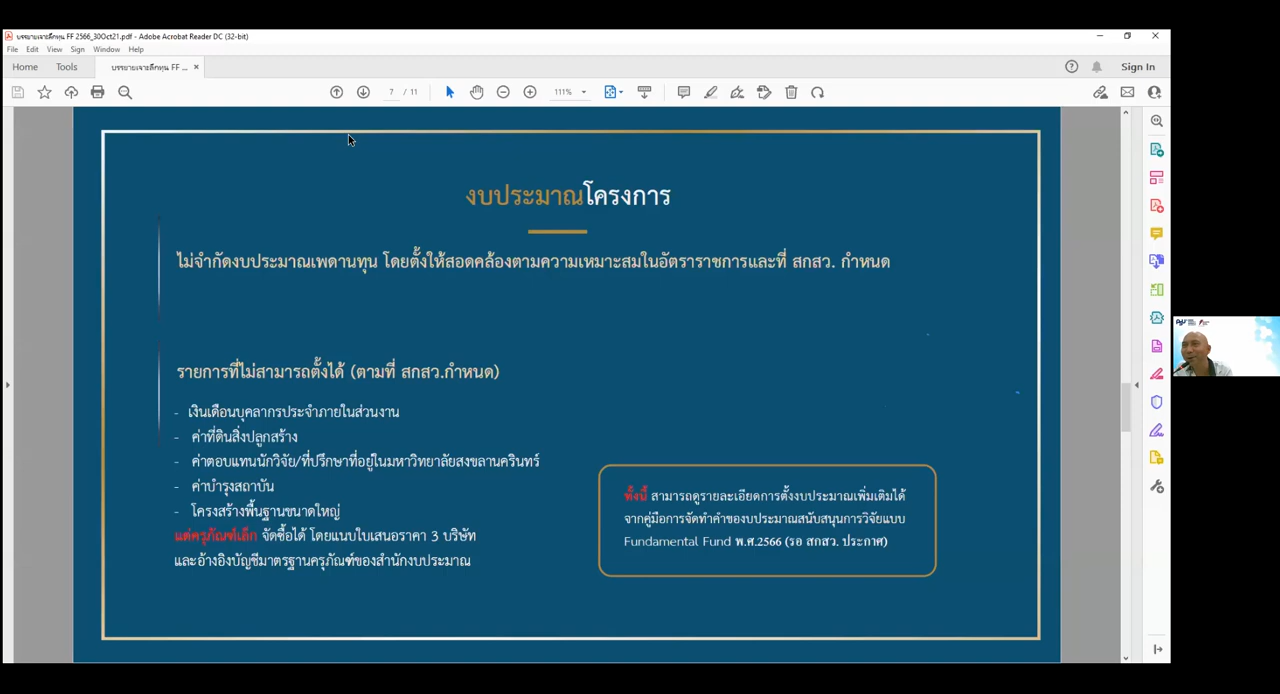 บรรยายเจาะลึกทุน FF 2566_30Oct21.pdf - Adobe Acrobat Reader DC (32-bit)
File Edit View Sign Window Help
Home Tools บรรยายเจาะลึกทุน FF ... × Sign In
7 / 11 111%
งบประมาณโครงการ
ไม่จำกัดงบประมาณเพดานทุน โดยตั้งให้สอดคล้องตามความเหมาะสมในอัตราราชการและที่ สกสว. กำหนด
รายการที่ไม่สามารถตั้งได้ (ตามที่ สกสว.กำหนด)
- เงินเดือนบุคลากรประจำภายในส่วนงาน
- ค่าที่ดินสิ่งปลูกสร้าง
- ค่าตอบแทนนักวิจัย/ที่ปรึกษาที่อยู่ในมหาวิทยาลัยสงขลานครินทร์
- ค่าบำรุงสถาบัน
- โครงสร้างพื้นฐานขนาดใหญ่
แต่ครุภัณฑ์เล็ก จัดซื้อได้ โดยแนบใบเสนอราคา 3 บริษัท
และอ้างอิงบัญชีมาตรฐานครุภัณฑ์ของสำนักงบประมาณ
ทั้งนี้ สามารถดูรายละเอียดการตั้งงบประมาณเพิ่มเติมได้
จากคู่มือการจัดทำคำของบประมาณสนับสนุนการวิจัยแบบ
Fundamental Fund พ.ศ.2566 (รอ สกสว. ประกาศ)